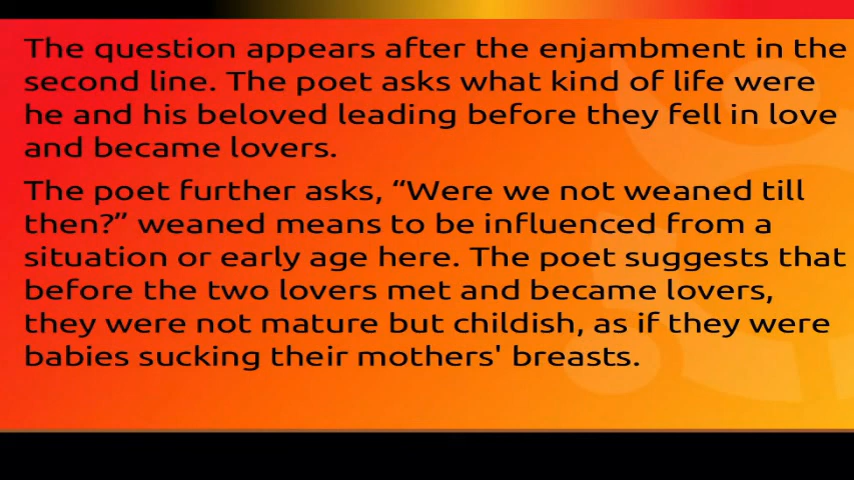 The question appears after the enjambment in the
second line. The poet asks what kind of life were
he and his beloved leading before they fell in love
and became lovers.
The poet further asks, “Were we not weaned till
then?” weaned means to be influenced from a
situation or early age here. The poet suggests that
before the two lovers met and became lovers,
they were not mature but childish, as if they were
babies sucking their mothers' breasts.